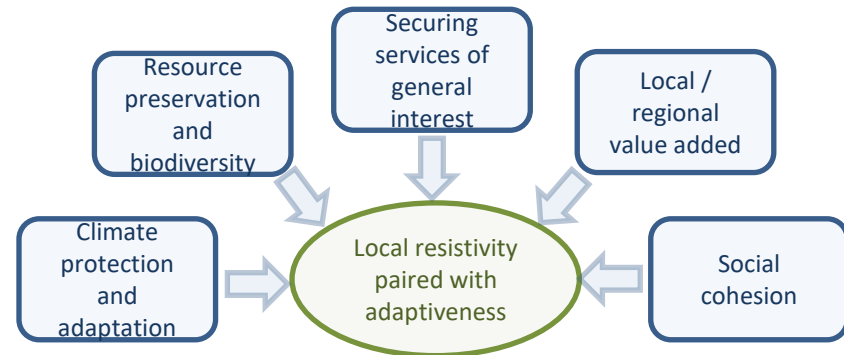 Climate
protection
and
adaptation
Resource
preservation
and
biodiversity
Securing
services of
general
interest
Local /
regional
value added
Social
cohesion
Local resistivity
paired with
adaptiveness